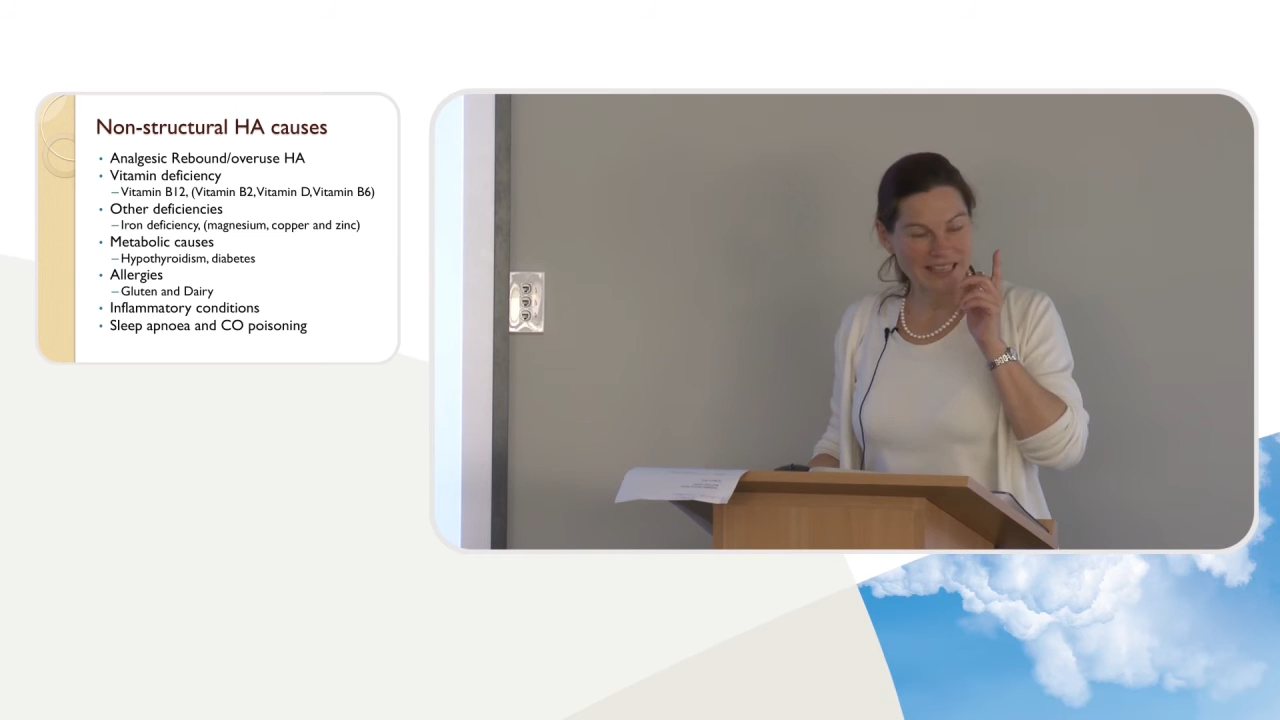 Non-structural HA causes
• Analgesic Rebound/overuse HA
• Vitamin deficiency
– Vitamin B12, (Vitamin B2, Vitamin D, Vitamin B6)
• Other deficiencies
– Iron deficiency, (magnesium, copper and zinc)
• Metabolic causes
– Hypothyroidism, diabetes
• Allergies
– Gluten and Dairy
• Inflammatory conditions
• Sleep apnoea and CO poisoning